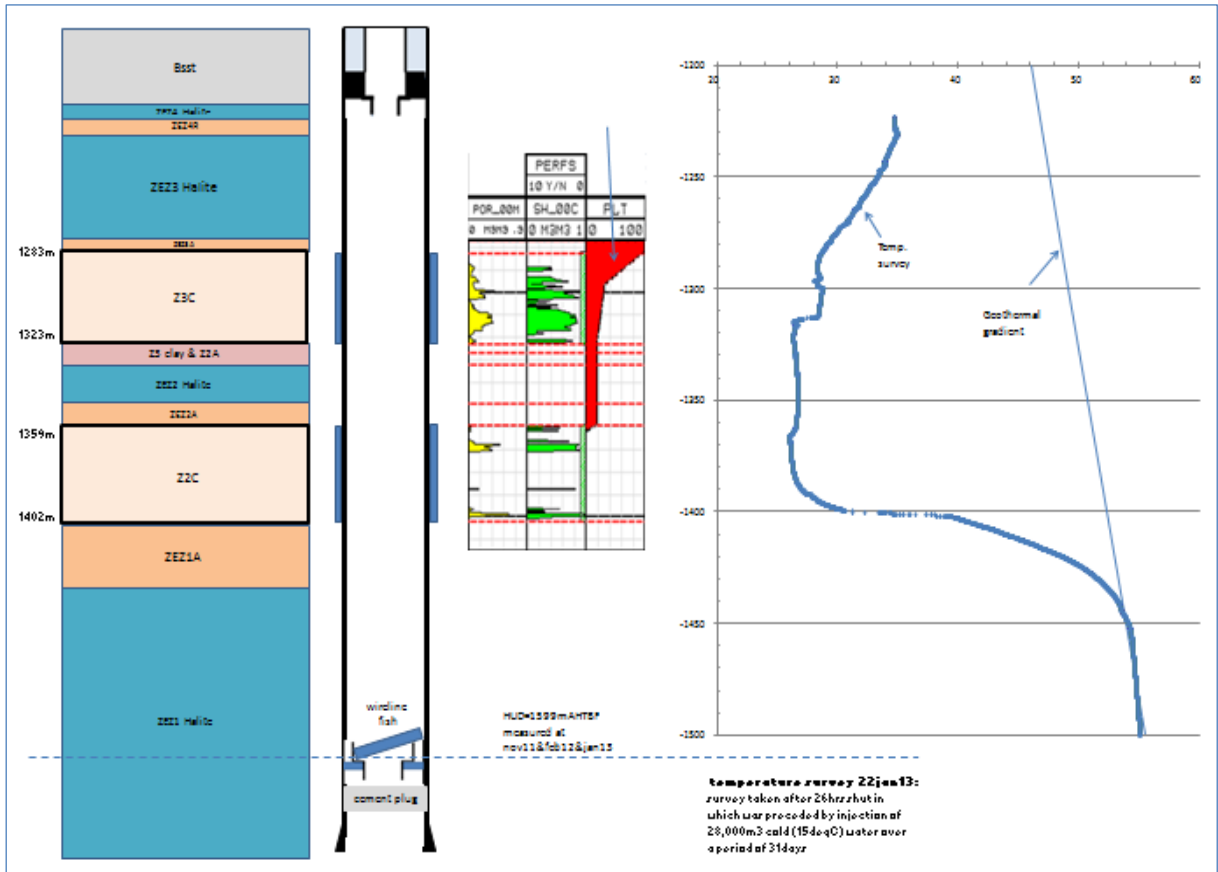 Bsst
ZEZ4R
ZEZ3 Halite
1283m
Z3C
1323m
Z3 clay & Z2A
ZEZ2 Halite
ZEZ2A
1359m
Z2C
1402m
ZEZ1A
ZEZ1 Halite
wireline
fish
cement plug
PERFS
10 Y/N 0
POR_00M SH_00C PLT
0 M3M3 .3 0 M3M3 1 0 100
HUD=1599mAHTBF
measured at
nov11&feb12&jan13
-1200
20 30 40 50 60
-1250
Temp.
survey
-1300
Geothermal
gradient
-1350
-1400
-1450
-1500
temperature survey 22jan13:
survey taken after 26hrs shut in
which was preceded by injection of
28,000m3 cold (15degC) water over
a period of 31days